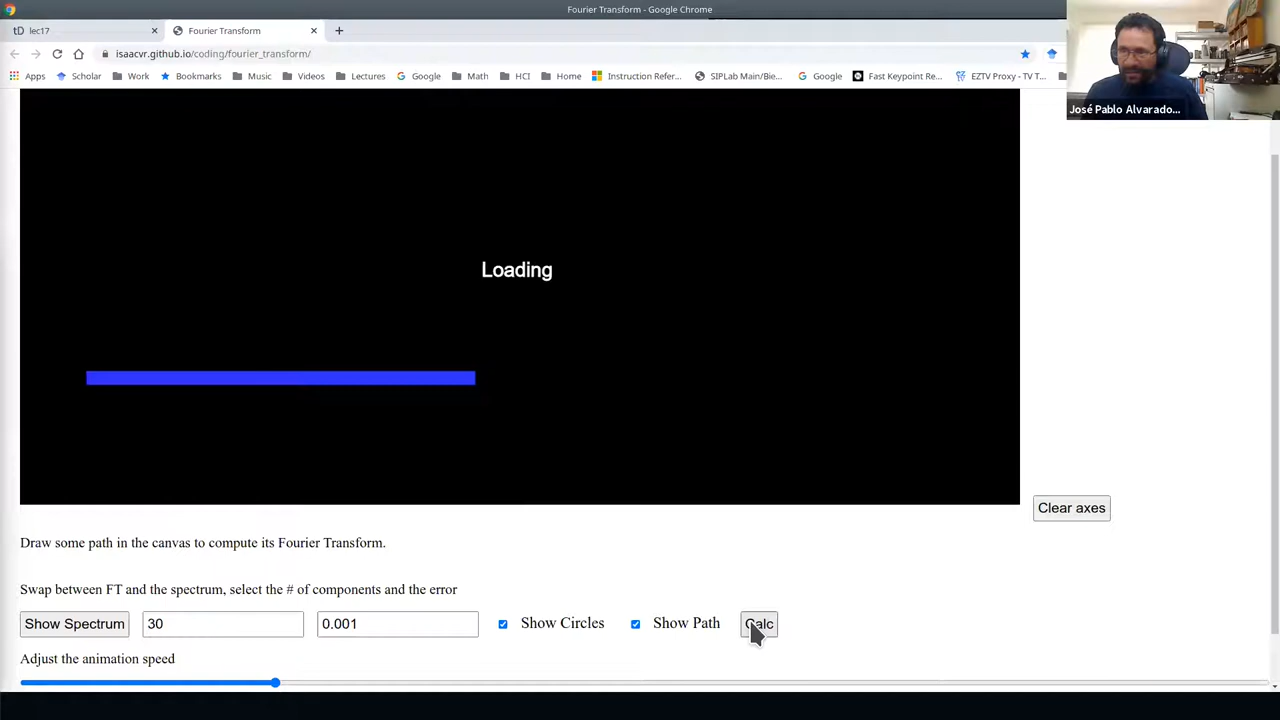 Fourier Transform - Google Chrome
lec17
Fourier Transform
isaacvr.github.io/coding/fourier_transform/
Apps Scholar Work Bookmarks Music Videos Lectures Google Math HCI Home Instruction Refer... SIPLab Main/Bie... Google Fast Keypoint Re... EZTV Proxy - TV T...
José Pablo Alvarado...
Loading
Clear axes
Draw some path in the canvas to compute its Fourier Transform.
Swap between FT and the spectrum, select the # of components and the error
Show Spectrum 30 0.001 Show Circles Show Path Calc
Adjust the animation speed